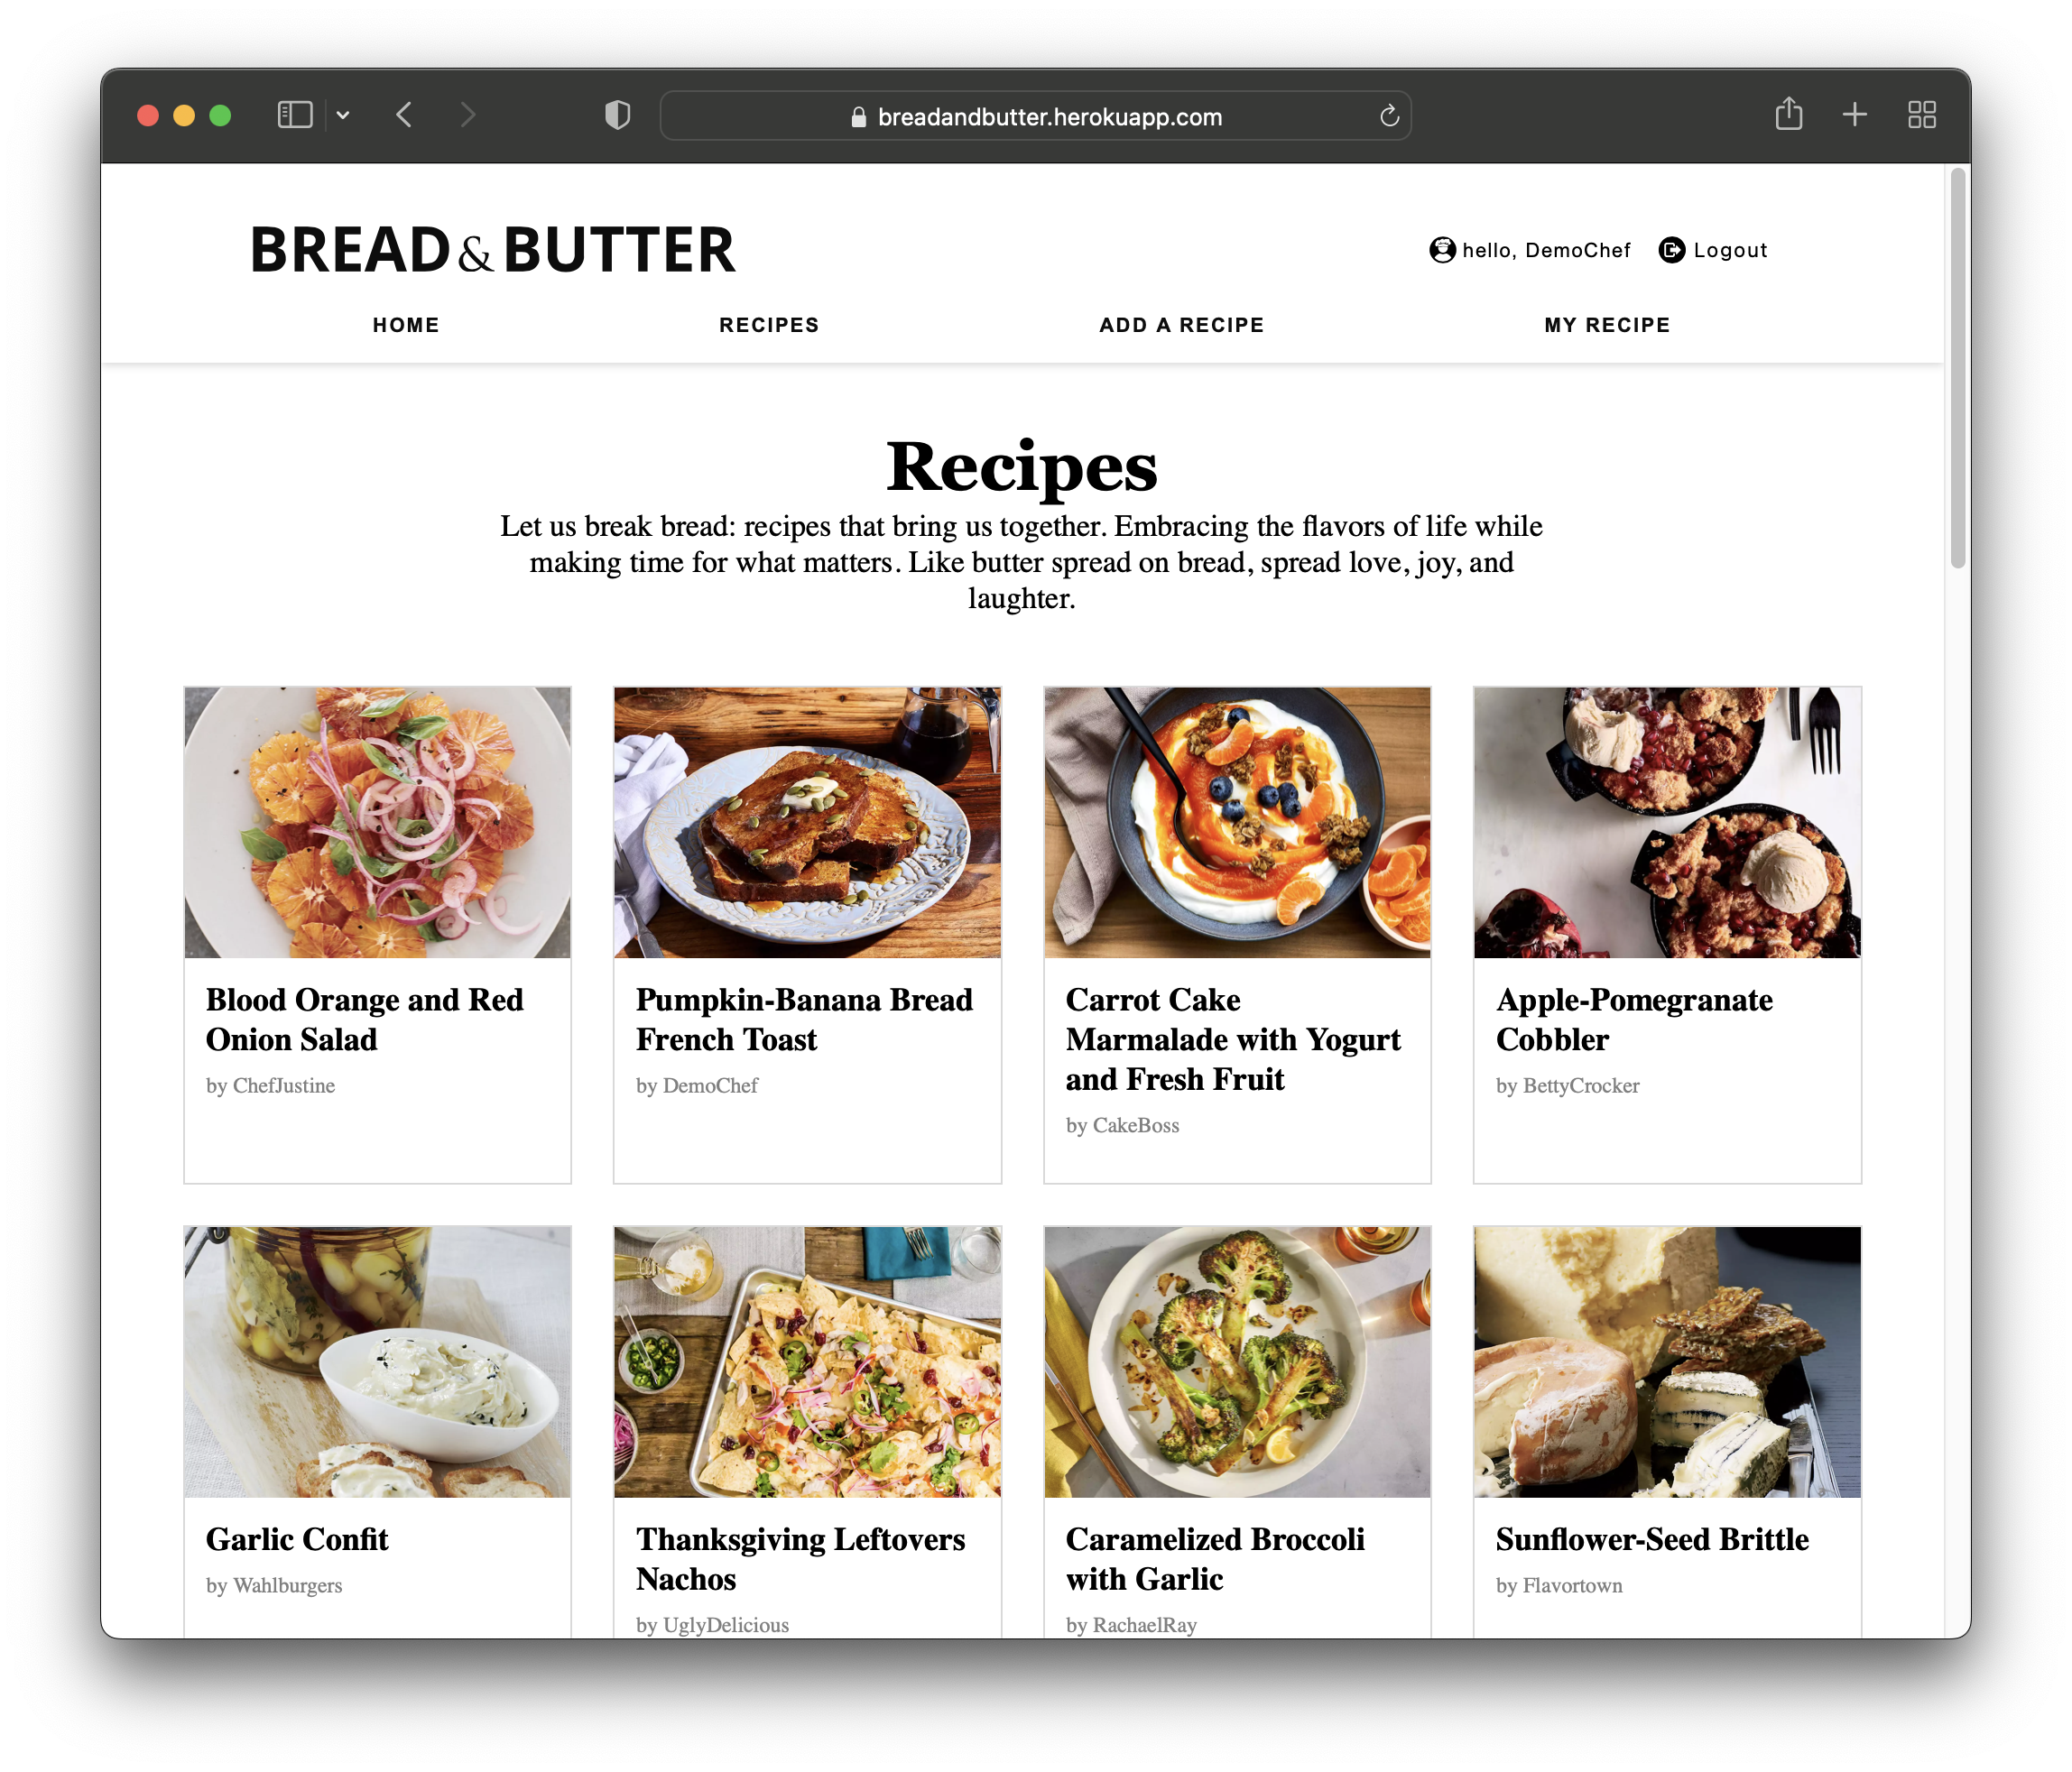 breadandbutter.herokuapp.com
BREAD & BUTTER
hello, DemoChef Logout
HOME RECIPES ADD A RECIPE MY RECIPE
Recipes
Let us break bread: recipes that bring us together. Embracing the flavors of life while
making time for what matters. Like butter spread on bread, spread love, joy, and
laughter.
Blood Orange and Red
Onion Salad
by ChefJustine
Pumpkin-Banana Bread
French Toast
by DemoChef
Carrot Cake
Marmalade with Yogurt
and Fresh Fruit
by CakeBoss
Apple-Pomegranate
Cobbler
by BettyCrocker
Garlic Confit
by Wahlburgers
Thanksgiving Leftovers
Nachos
by UglyDelicious
Caramelized Broccoli
with Garlic
by RachaelRay
Sunflower-Seed Brittle
by Flavortown